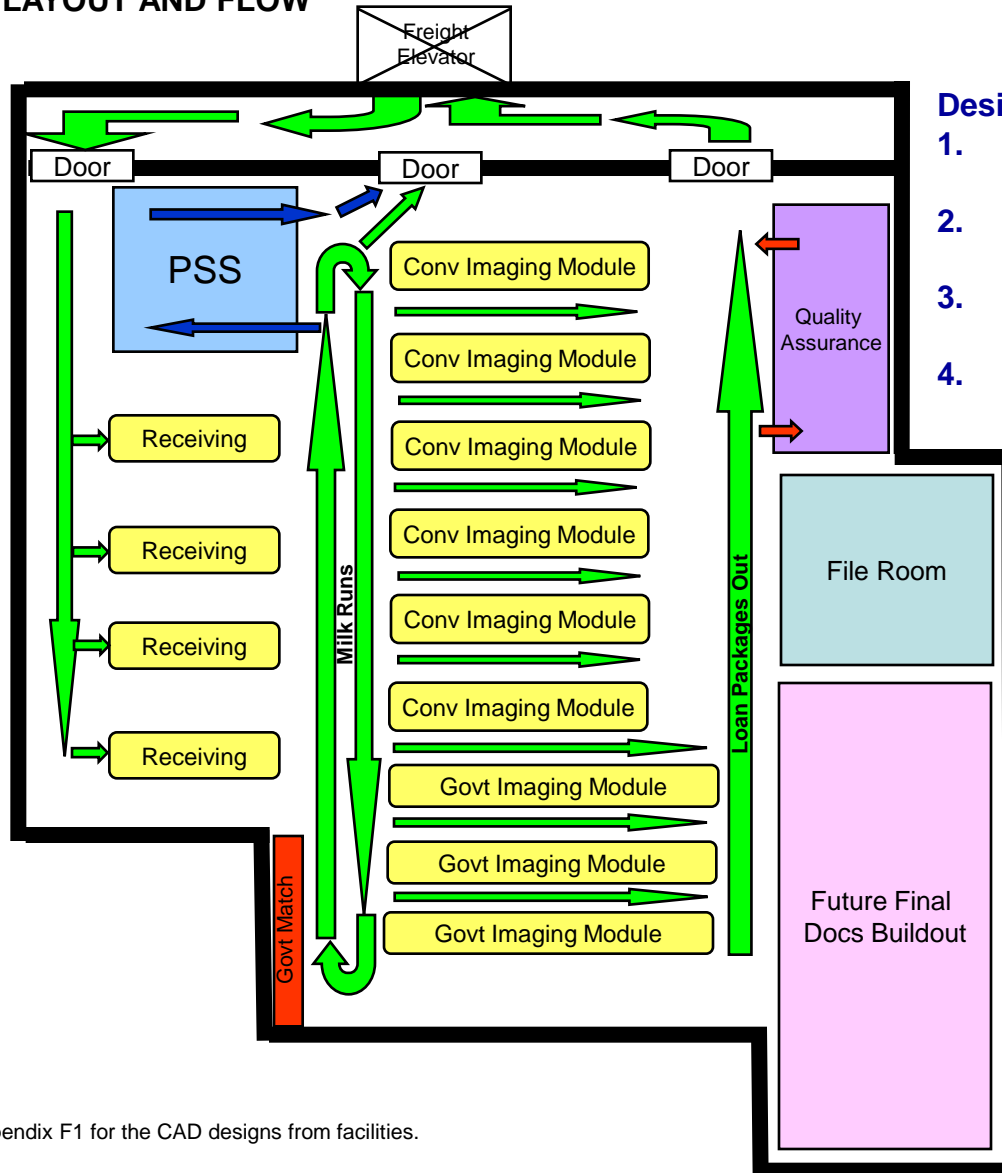 LAYOUT AND FLOW
Freight
Elevator
Door
Door
Door
Desi
1.
2.
3.
4.
PSS
Conv Imaging Module
Conv Imaging Module
Conv Imaging Module
Conv Imaging Module
Conv Imaging Module
Conv Imaging Module
Govt Imaging Module
Govt Imaging Module
Govt Imaging Module
Receiving
Receiving
Receiving
Receiving
Milk Runs
Govt Match
Loan Packages Out
Quality
Assurance
File Room
Future Final
Docs Buildout
endix F1 for the CAD designs from facilities.